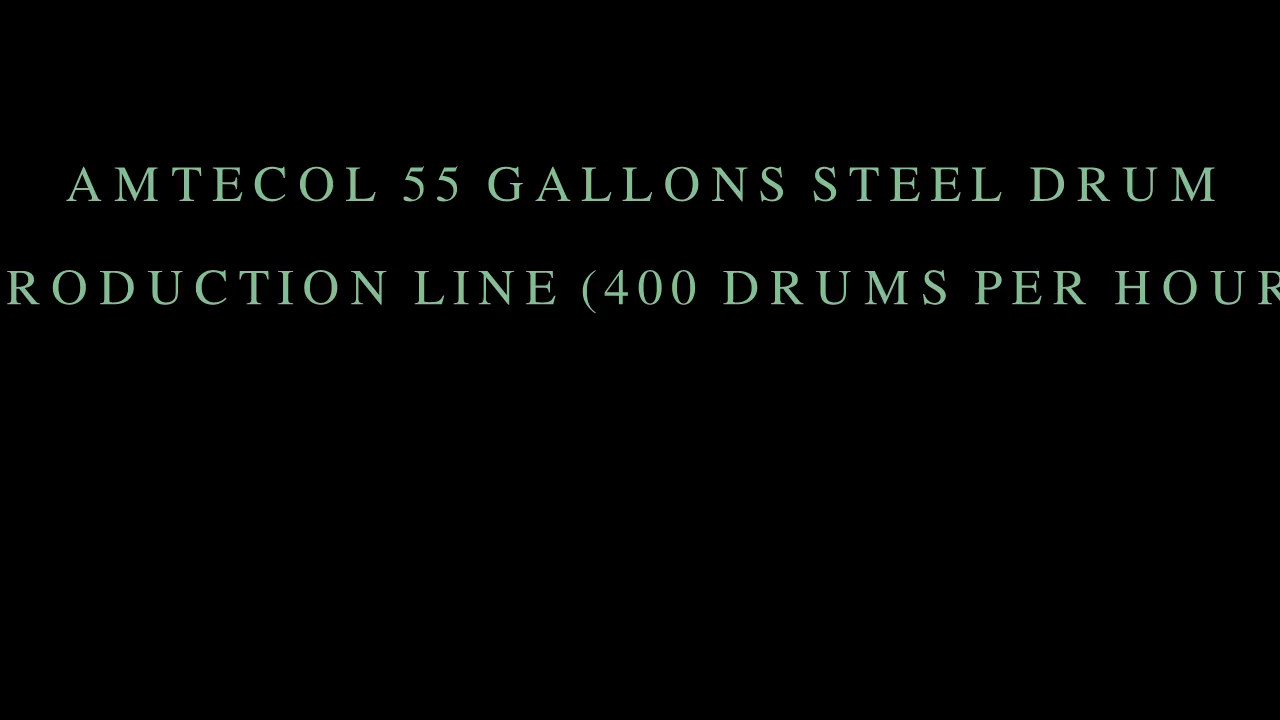 AMTECOL 55 GALLONS STEEL DRUM
RODUCTION LINE (400 DRUMS PER HOUR